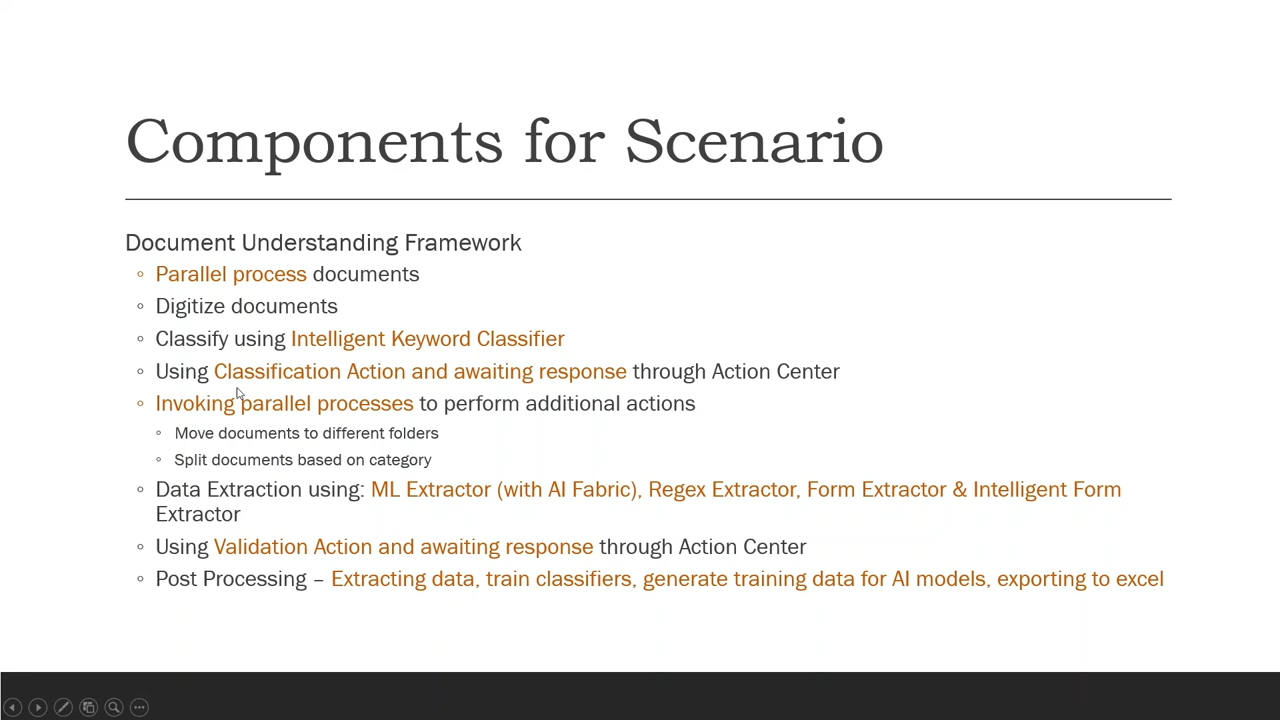 Components for Scenario
Document Understanding Framework
Parallel process documents
Digitize documents
Classify using Intelligent Keyword Classifier
Using Classification Action and awaiting response through Action Center
Invoking parallel processes to perform additional actions
Move documents to different folders
Split documents based on category
Data Extraction using: ML Extractor (with AI Fabric), Regex Extractor, Form Extractor & Intelligent Form
Extractor
Using Validation Action and awaiting response through Action Center
Post Processing – Extracting data, train classifiers, generate training data for AI models, exporting to excel